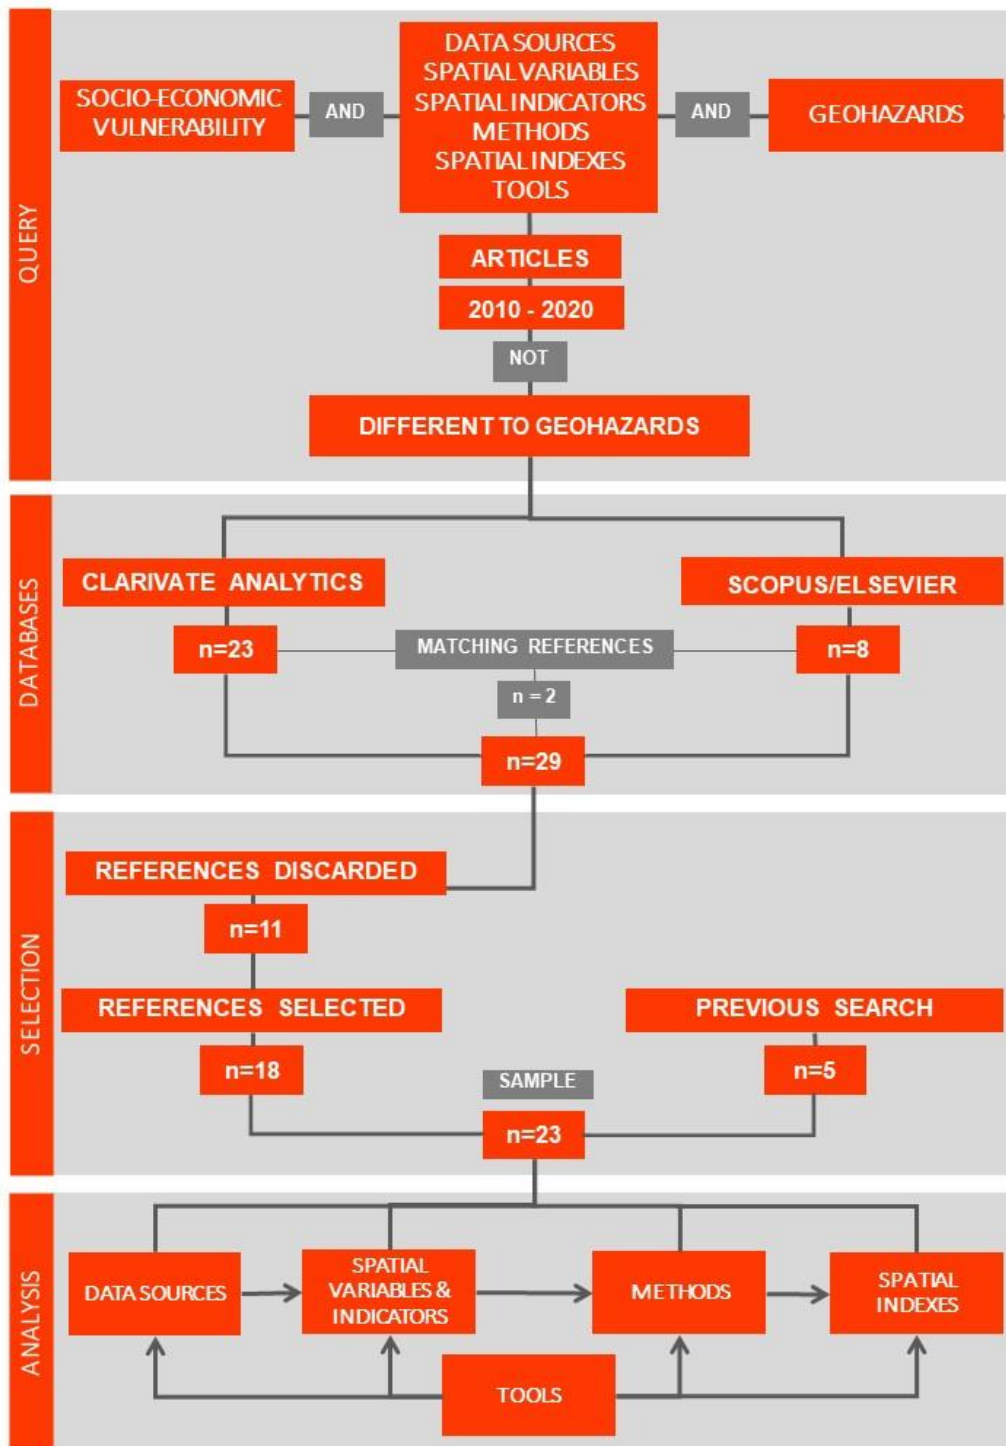 QUERY
DATA SOURCES
SPATIAL VARIABLES
SPATIAL INDICATORS
METHODS
SPATIAL INDEXES
TOOLS
SOCIO-ECONOMIC
VULNERABILITY
AND
AND
GEOHAZARDS
ARTICLES
2010 - 2020
NOT
DIFFERENT TO GEOHAZARDS
DATABASES
CLARIVATE ANALYTICS
SCOPUS/ELSEVIER
n=23
MATCHING REFERENCES
n=8
n = 2
n=29
SELECTION
REFERENCES DISCARDED
n=11
REFERENCES SELECTED
PREVIOUS SEARCH
n=18
SAMPLE
n=5
n=23
ANALYSIS
DATA SOURCES
SPATIAL
VARIABLES &
INDICATORS
METHODS
SPATIAL
INDEXES
TOOLS